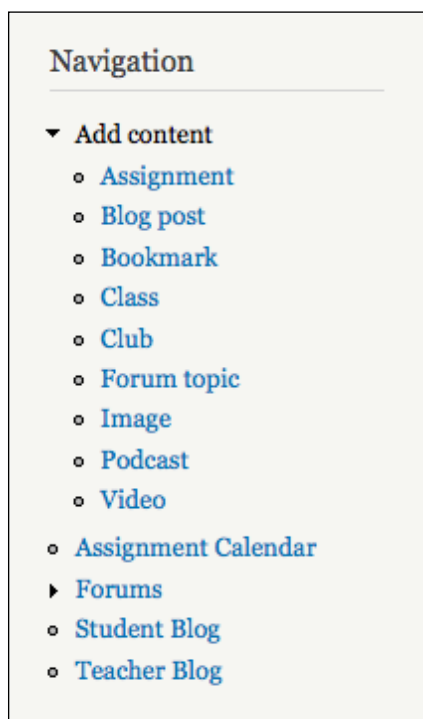 Navigation
Add content
Assignment
Blog post
Bookmark
Class
Club
Forum topic
Image
Podcast
Video
Assignment Calendar
Forums
Student Blog
Teacher Blog